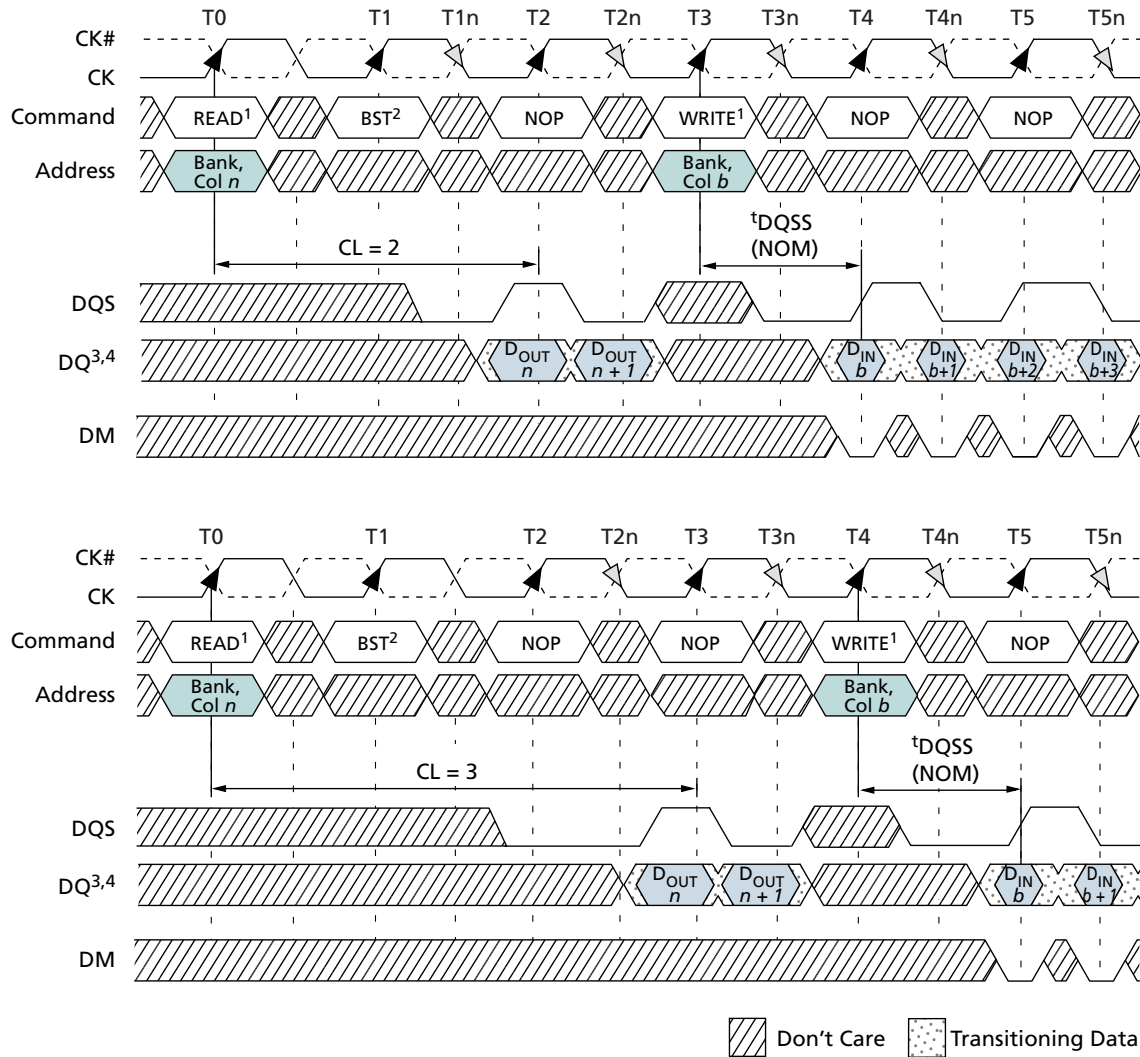 T0 T1 T1n T2 T2n T3 T3n T4 T4n T5 T5n
CK#
CK
Command READ1 BST2 NOP WRITE1 NOP NOP
Address Bank, Col n Bank, Col b
CL = 2 tDQSS (NOM)
DQS
DQ3,4 DOUT n DOUT n + 1 DIN b DIN b+1 DIN b+2 DIN b+3
DM
T0 T1 T2 T2n T3 T3n T4 T4n T5 T5n
CK#
CK
Command READ1 BST2 NOP NOP WRITE1 NOP
Address Bank, Col n Bank, Col b
CL = 3 tDQSS (NOM)
DQS
DQ3,4 DOUT n DOUT n + 1 DIN b DIN b + 1
DM
Don't Care Transitioning Data